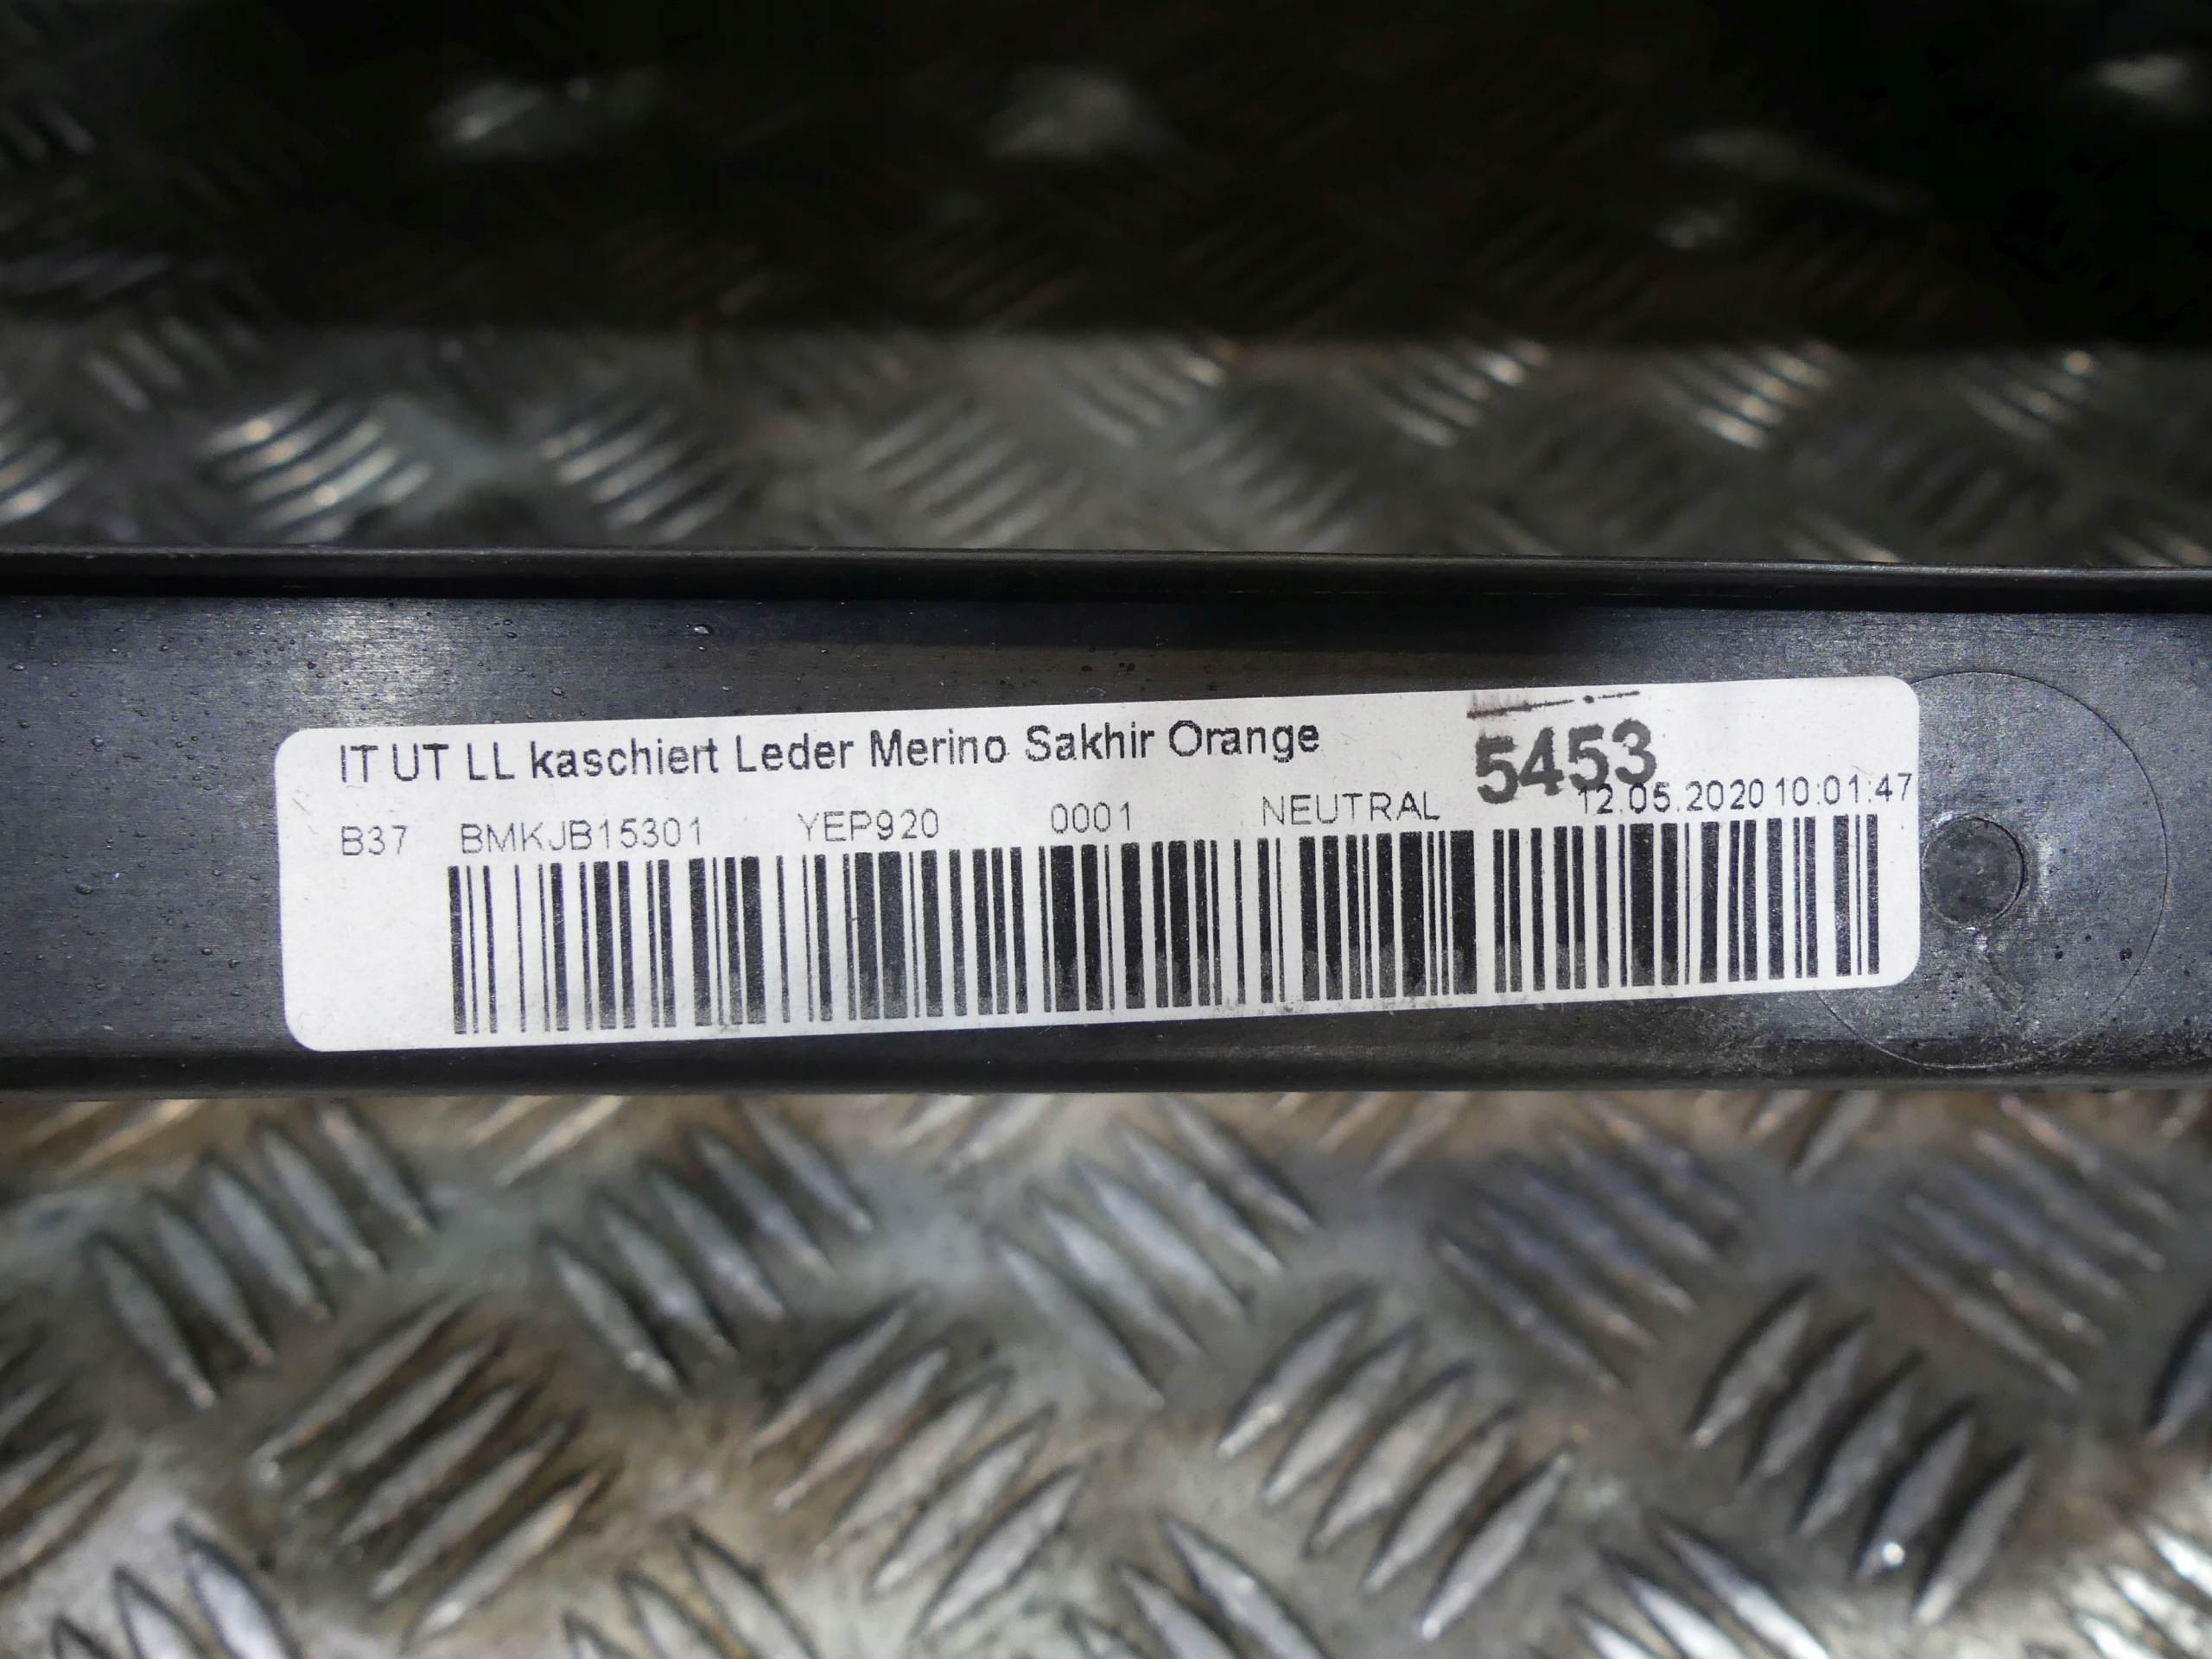 IT UT LL kaschiert Leder Merino Sakhir Orange
5453
B37 BMKJB15301 YEP920 0001 NEUTRAL 12.05.2020 10:01:47